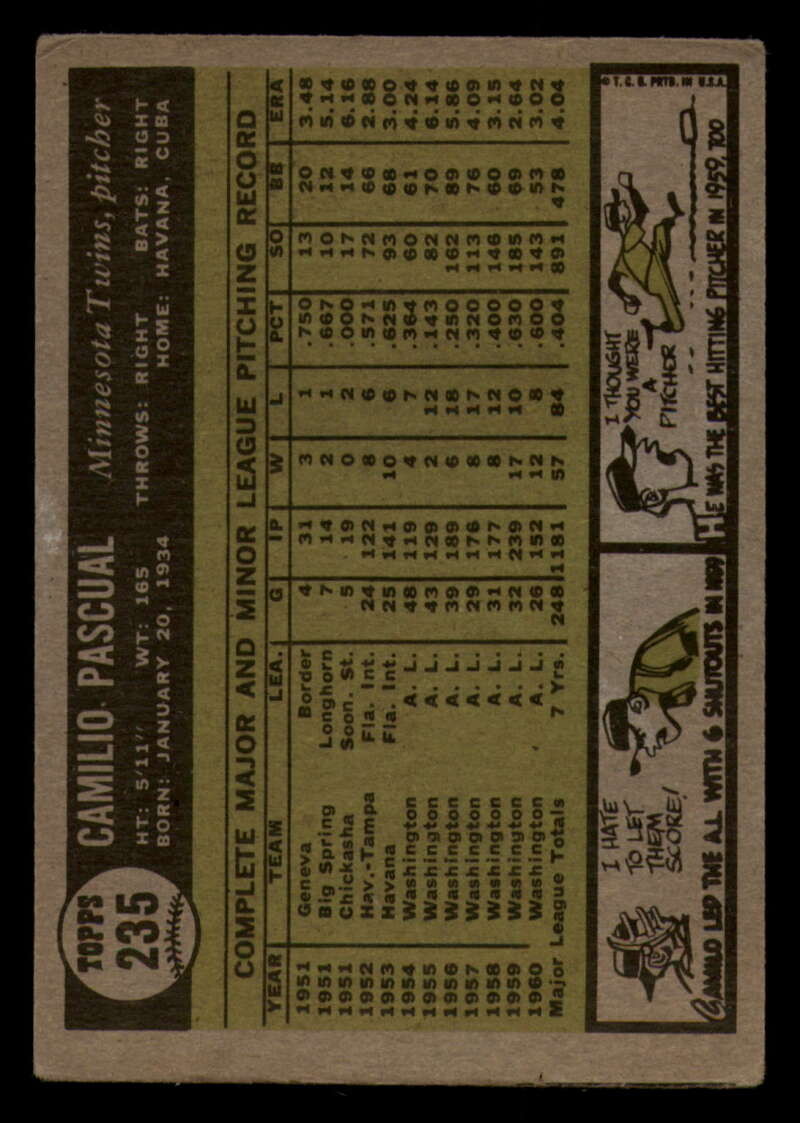 TOPPS
235
CAMILIO PASCUAL Minnesota Twins, pitcher
HT: 5'11" WT: 165 THROWS: RIGHT BATS: RIGHT
BORN: JANUARY 20, 1934 HOME: HAVANA, CUBA
COMPLETE MAJOR AND MINOR LEAGUE PITCHING RECORD
YEAR TEAM LEA. G IP W L PCT SO BB ERA
1951 Geneva Border 4 31 3 1 .750 13 20 3.48
1951 Big Spring Longhorn 7 14 2 1 .667 10 12 5.14
1951 Chickasha Soon. St. 5 19 0 2 .000 17 14 6.16
1952 Hav.-Tampa Fla. Int. 24 122 8 6 .571 72 66 2.88
1953 Havana Fla. Int. 25 141 10 6 .625 93 68 3.00
1954 Washington A. L. 48 119 4 7 .364 60 61 4.24
1955 Washington A. L. 43 129 2 12 .143 82 70 6.14
1956 Washington A. L. 39 189 6 18 .250 162 89 5.86
1957 Washington A. L. 29 176 8 17 .320 113 76 4.09
1958 Washington A. L. 31 177 8 12 .400 146 60 3.15
1959 Washington A. L. 32 239 17 10 .630 185 69 2.64
1960 Washington A. L. 26 152 12 8 .600 143 53 3.02
Major League Totals 7 Yrs. 248 1181 57 84 .404 891 478 4.04
I HATE
TO LET
THEM
SCORE!
CAMILO LED THE A.L. WITH 6 SHUTOUTS IN 1959
I THOUGHT
YOU WERE
A
PITCHER
HE WAS THE BEST HITTING PITCHER IN 1959, TOO
© T. C. G. PRTD. IN U.S.A.